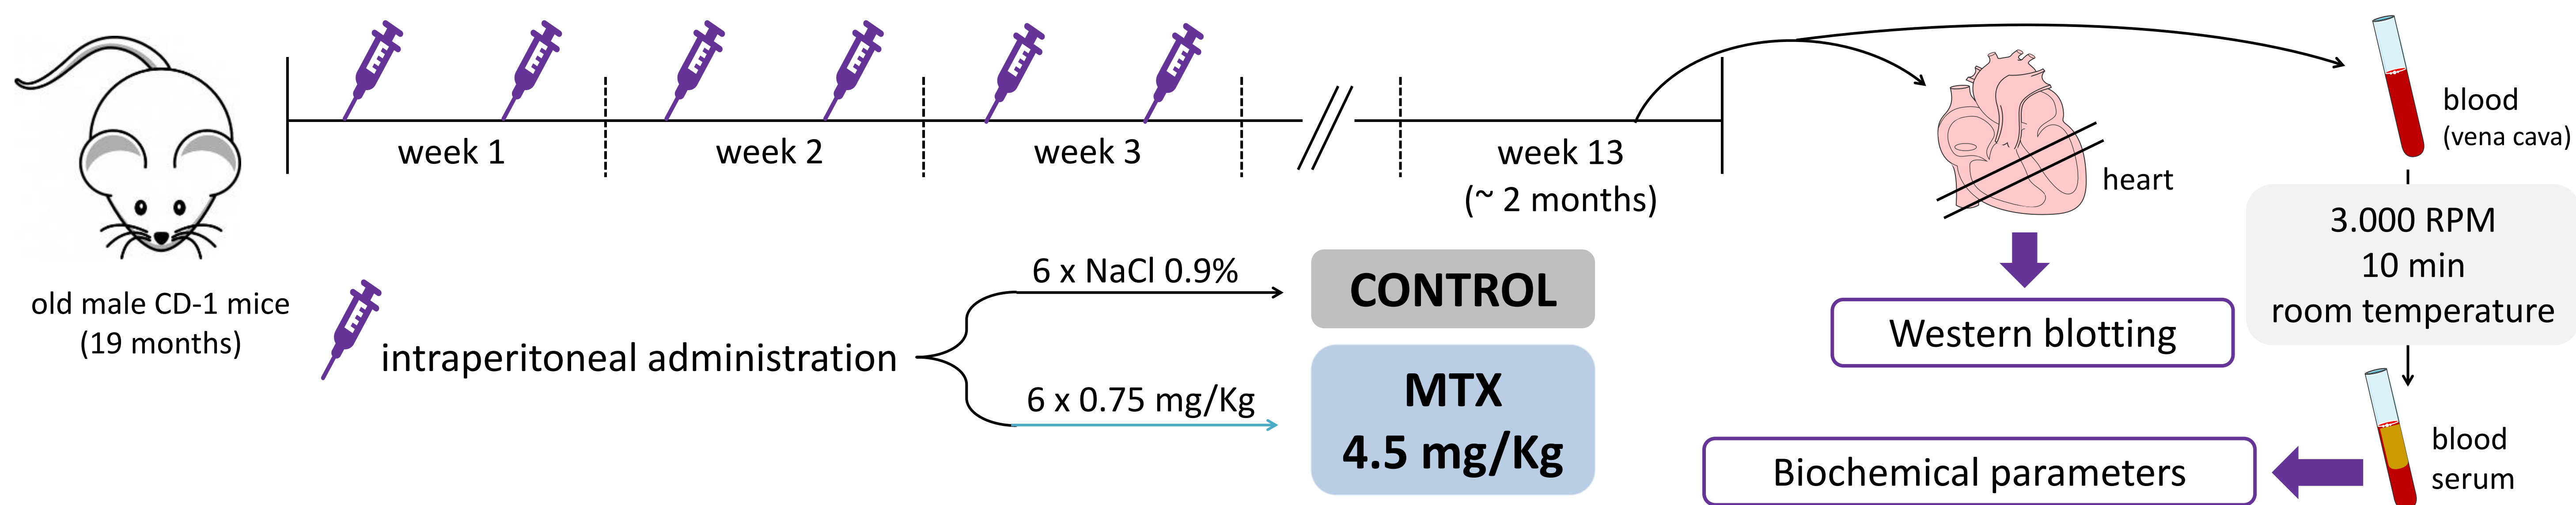 week 1
week 2
week 3
week 13
(~ 2 months)
old male CD-1 mice
(19 months)
intraperitoneal administration
6 x NaCl 0.9%
CONTROL
6 x 0.75 mg/Kg
MTX
4.5 mg/Kg
heart
Western blotting
blood
(vena cava)
3.000 RPM
10 min
room temperature
blood
serum
Biochemical parameters